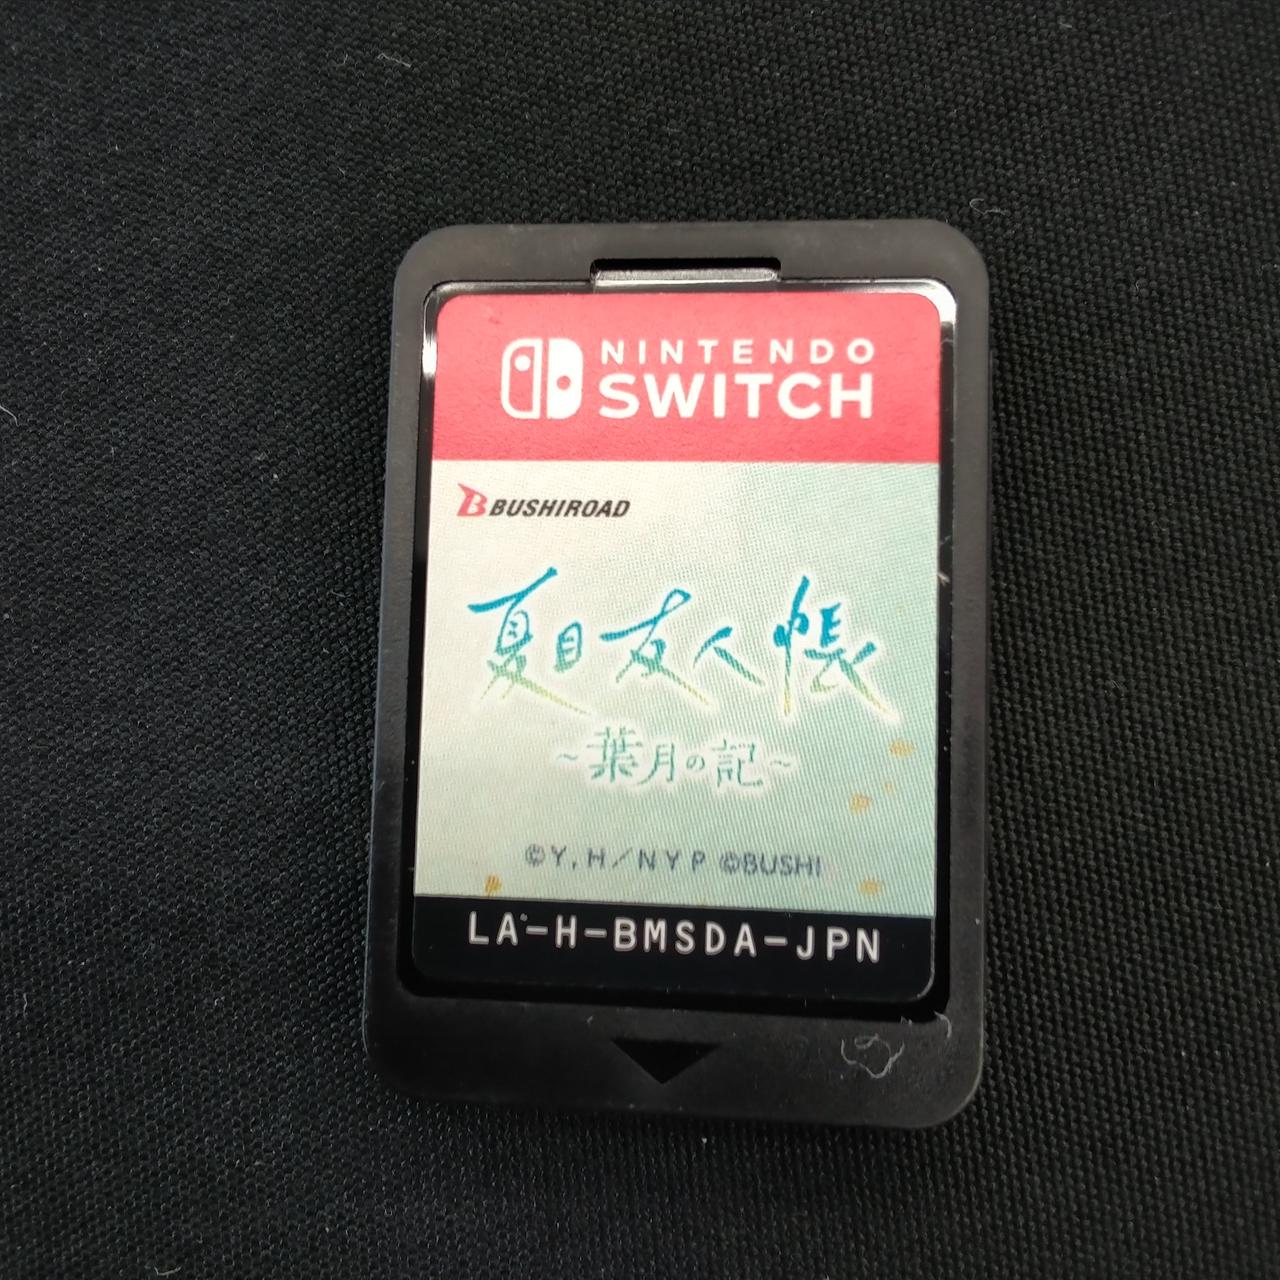 NINTENDO
SWITCH
BUSHIROAD
夏目友人帳
~葉月の記~
©Y.H/NYP ©BUSHI
LA-H-BMSDA-JPN